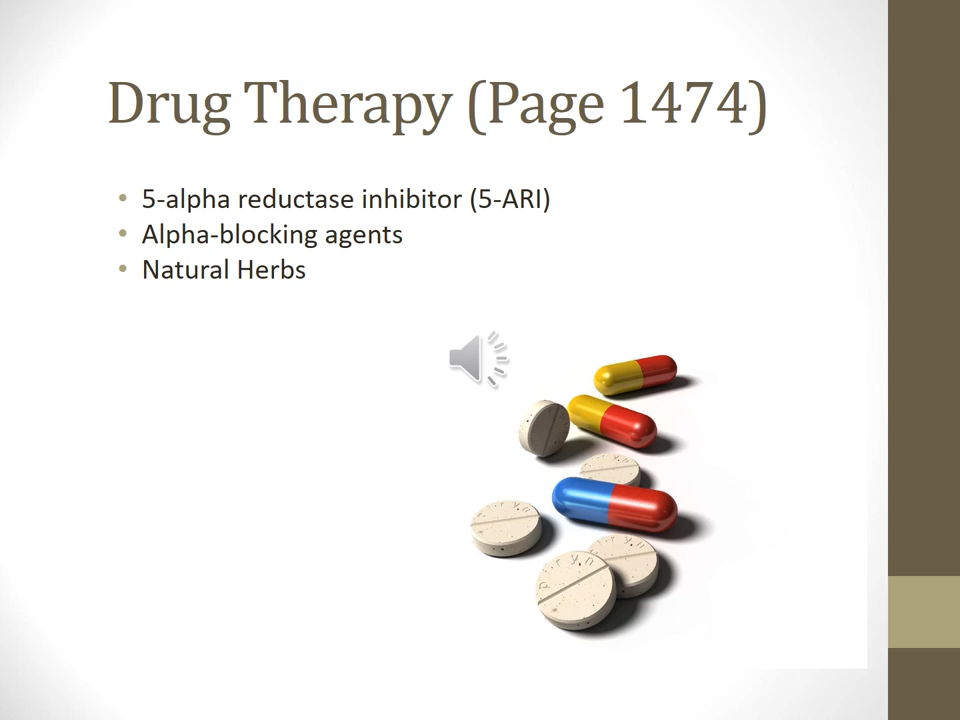 Drug Therapy (Page 1474)
5-alpha reductase inhibitor (5-ARI)
Alpha-blocking agents
Natural Herbs